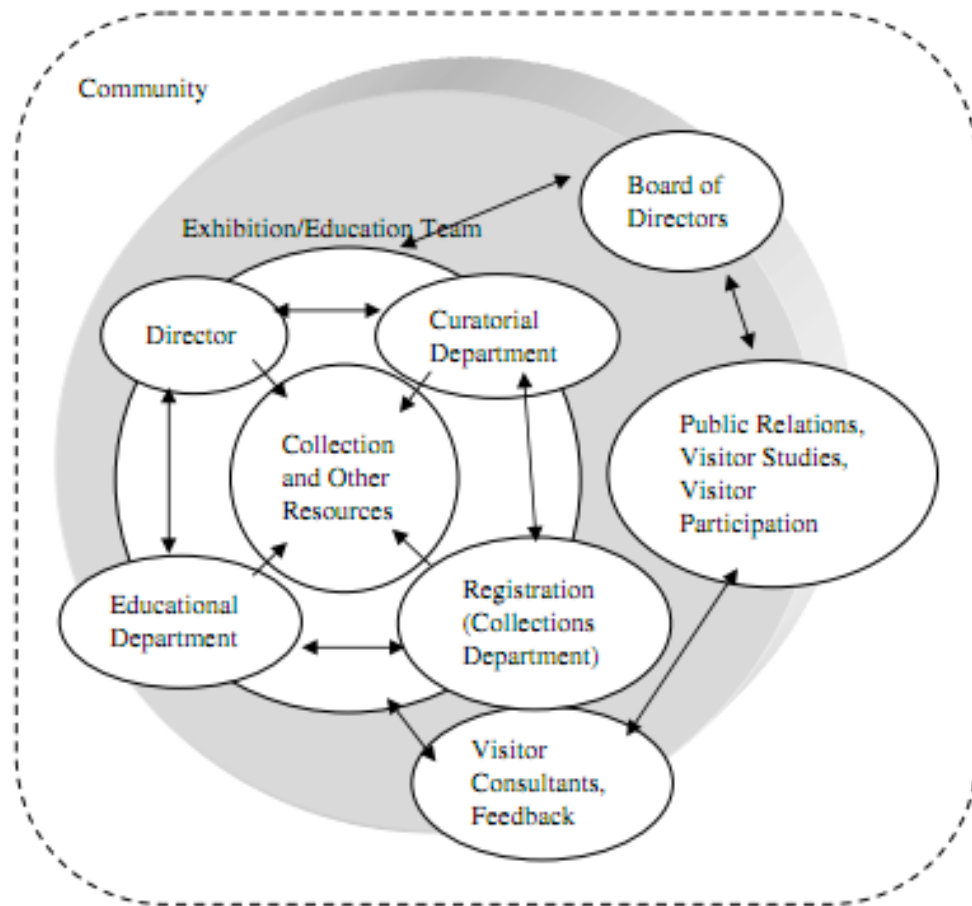 Community
Board of
Directors
Exhibition/Education Team
Director
Curatorial
Department
Public Relations,
Visitor Studies,
Visitor
Participation
Collection
and Other
Resources
Educational
Department
Registration
(Collections
Department)
Visitor
Consultants,
Feedback